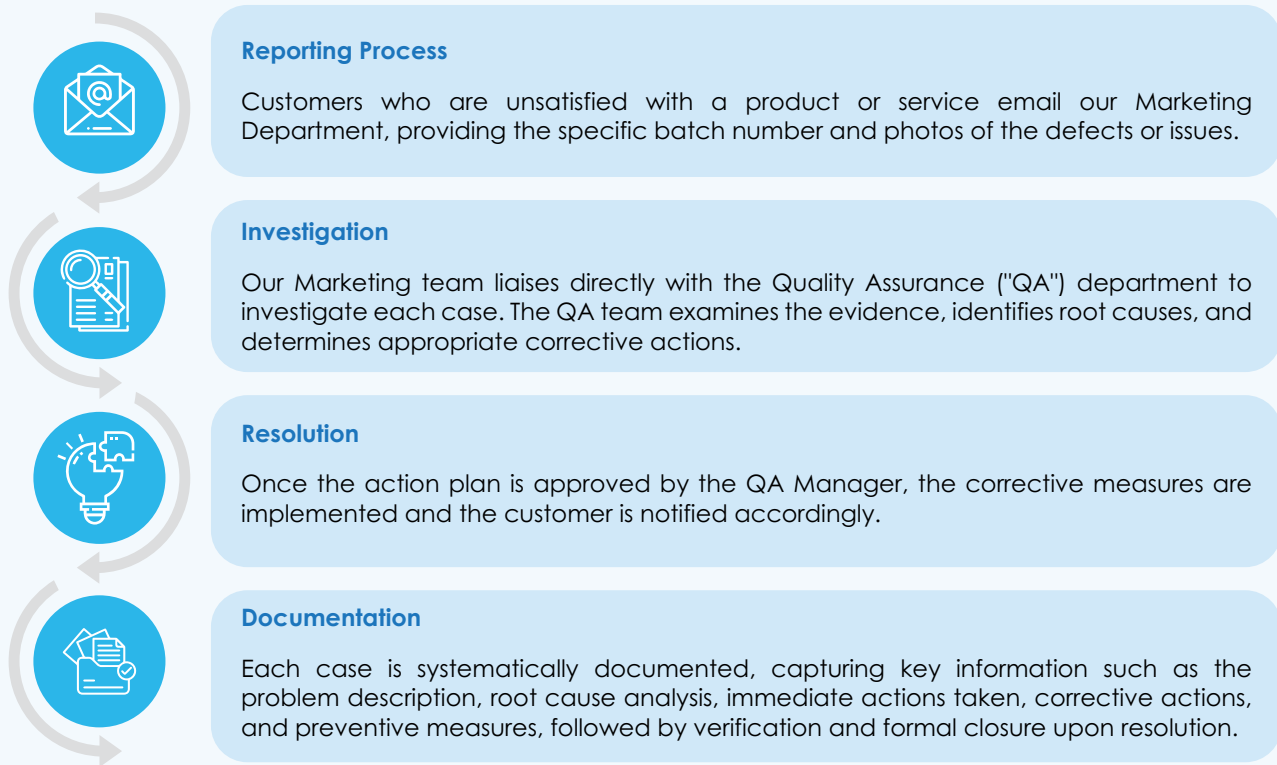 Reporting Process
Customers who are unsatisfied with a product or service email our Marketing
Department, providing the specific batch number and photos of the defects or issues.
Investigation
Our Marketing team liaises directly with the Quality Assurance ("QA") department to
investigate each case. The QA team examines the evidence, identifies root causes, and
determines appropriate corrective actions.
Resolution
Once the action plan is approved by the QA Manager, the corrective measures are
implemented and the customer is notified accordingly.
Documentation
Each case is systematically documented, capturing key information such as the
problem description, root cause analysis, immediate actions taken, corrective actions,
and preventive measures, followed by verification and formal closure upon resolution.